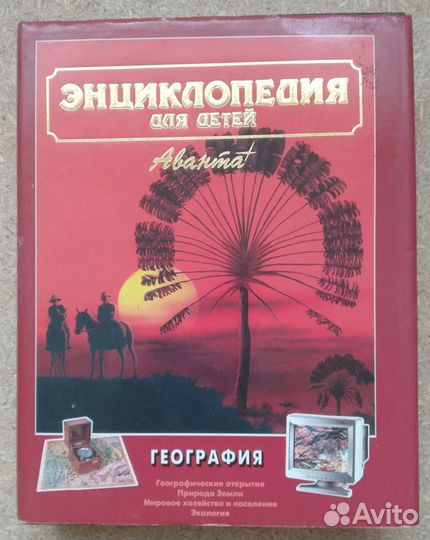 ЭНЦИКЛОПЕДИЯ
ДЛЯ ДЕТЕЙ
Аванта+
ГЕОГРАФИЯ
Географические открытия
Природа Земли
Мировое хозяйство и население
Экология
Avito